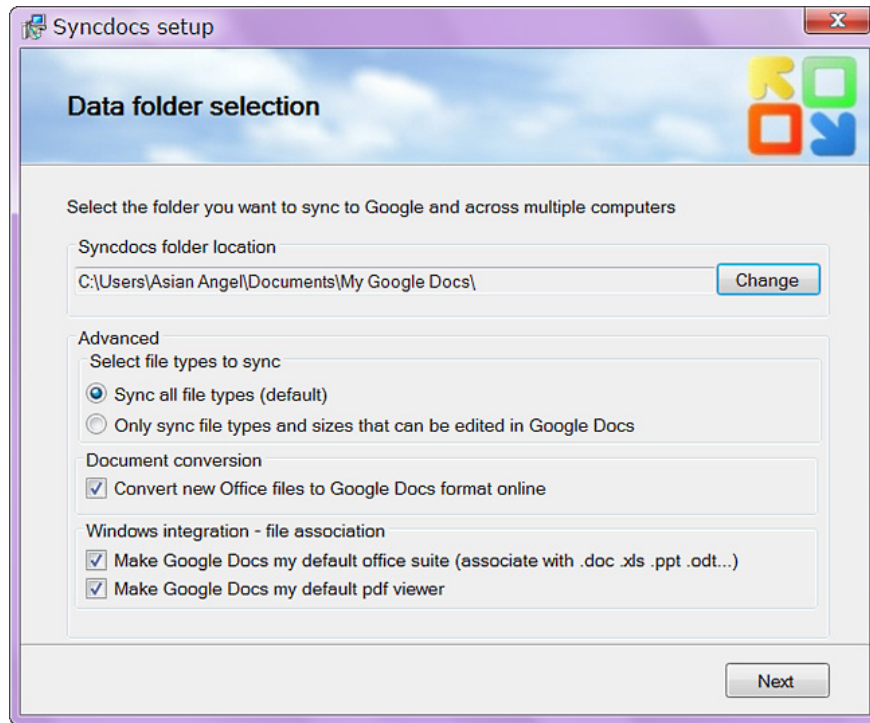 Syncdocs setup
Data folder selection
Select the folder you want to sync to Google and across multiple computers
Syncdocs folder location
C:\Users\Asian Angel\Documents\My Google Docs\
Change
Advanced
Select file types to sync
Sync all file types (default)
Only sync file types and sizes that can be edited in Google Docs
Document conversion
Convert new Office files to Google Docs format online
Windows integration - file association
Make Google Docs my default office suite (associate with .doc .xls .ppt .odt...)
Make Google Docs my default pdf viewer
Next